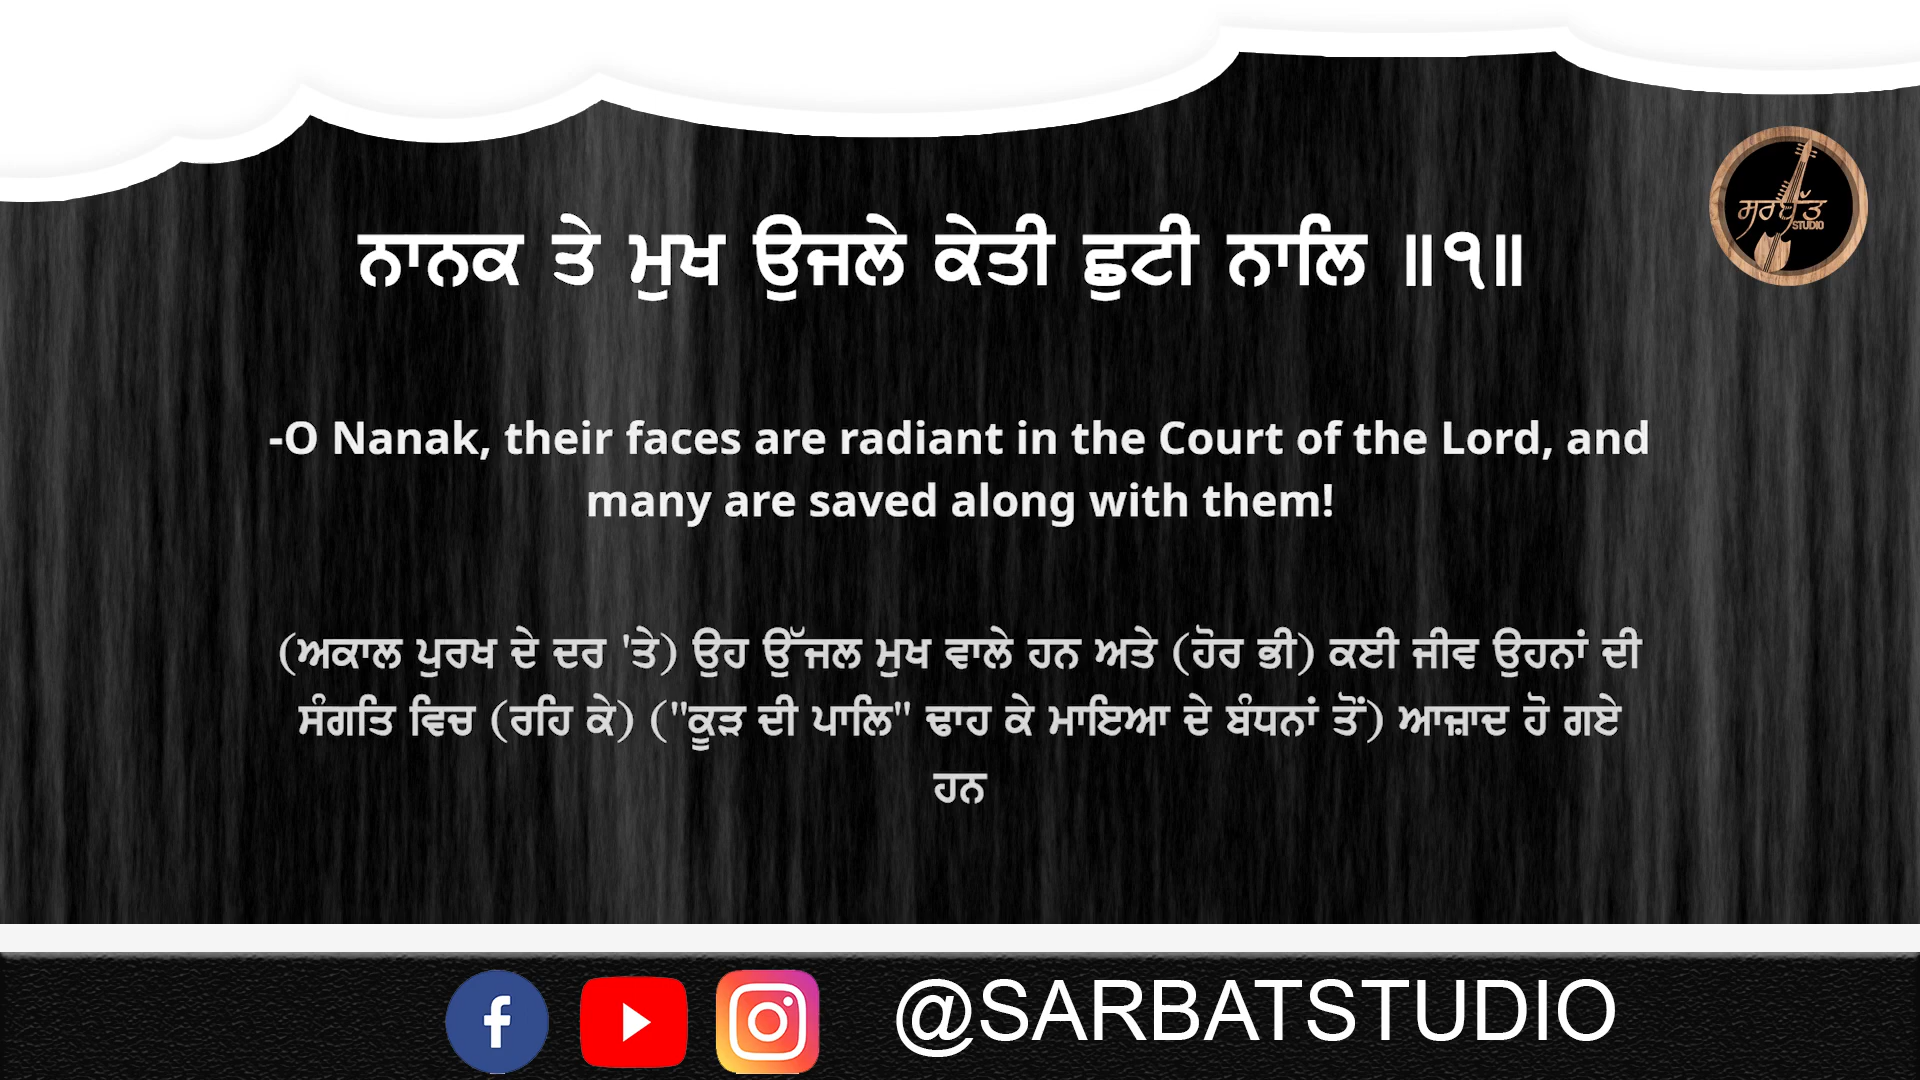 ਨਾਨਕ ਤੇ ਮੁਖ ਉਜਲੇ ਕੇਤੀ ਛੁਟੀ ਨਾਲਿ ॥੧॥
ਸਰਬੱਤ
STUDIO
-O Nanak, their faces are radiant in the Court of the Lord, and
many are saved along with them!
(ਅਕਾਲ ਪੁਰਖ ਦੇ ਦਰ 'ਤੇ) ਉਹ ਉੱਜਲ ਮੁਖ ਵਾਲੇ ਹਨ ਅਤੇ (ਹੋਰ ਭੀ) ਕਈ ਜੀਵ ਉਹਨਾਂ ਦੀ
ਸੰਗਤਿ ਵਿਚ (ਰਹਿ ਕੇ) ("ਕੂੜ ਦੀ ਪਾਲਿ" ਢਾਹ ਕੇ ਮਾਇਆ ਦੇ ਬੰਧਨਾਂ ਤੋਂ) ਆਜ਼ਾਦ ਹੋ ਗਏ
ਹਨ
@SARBATSTUDIO